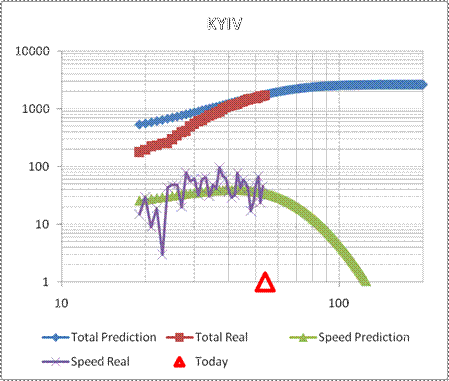 KYIV
10000
1000
100
10
1
10
100
Total Prediction
Total Real
Speed Prediction
Speed Real
Today